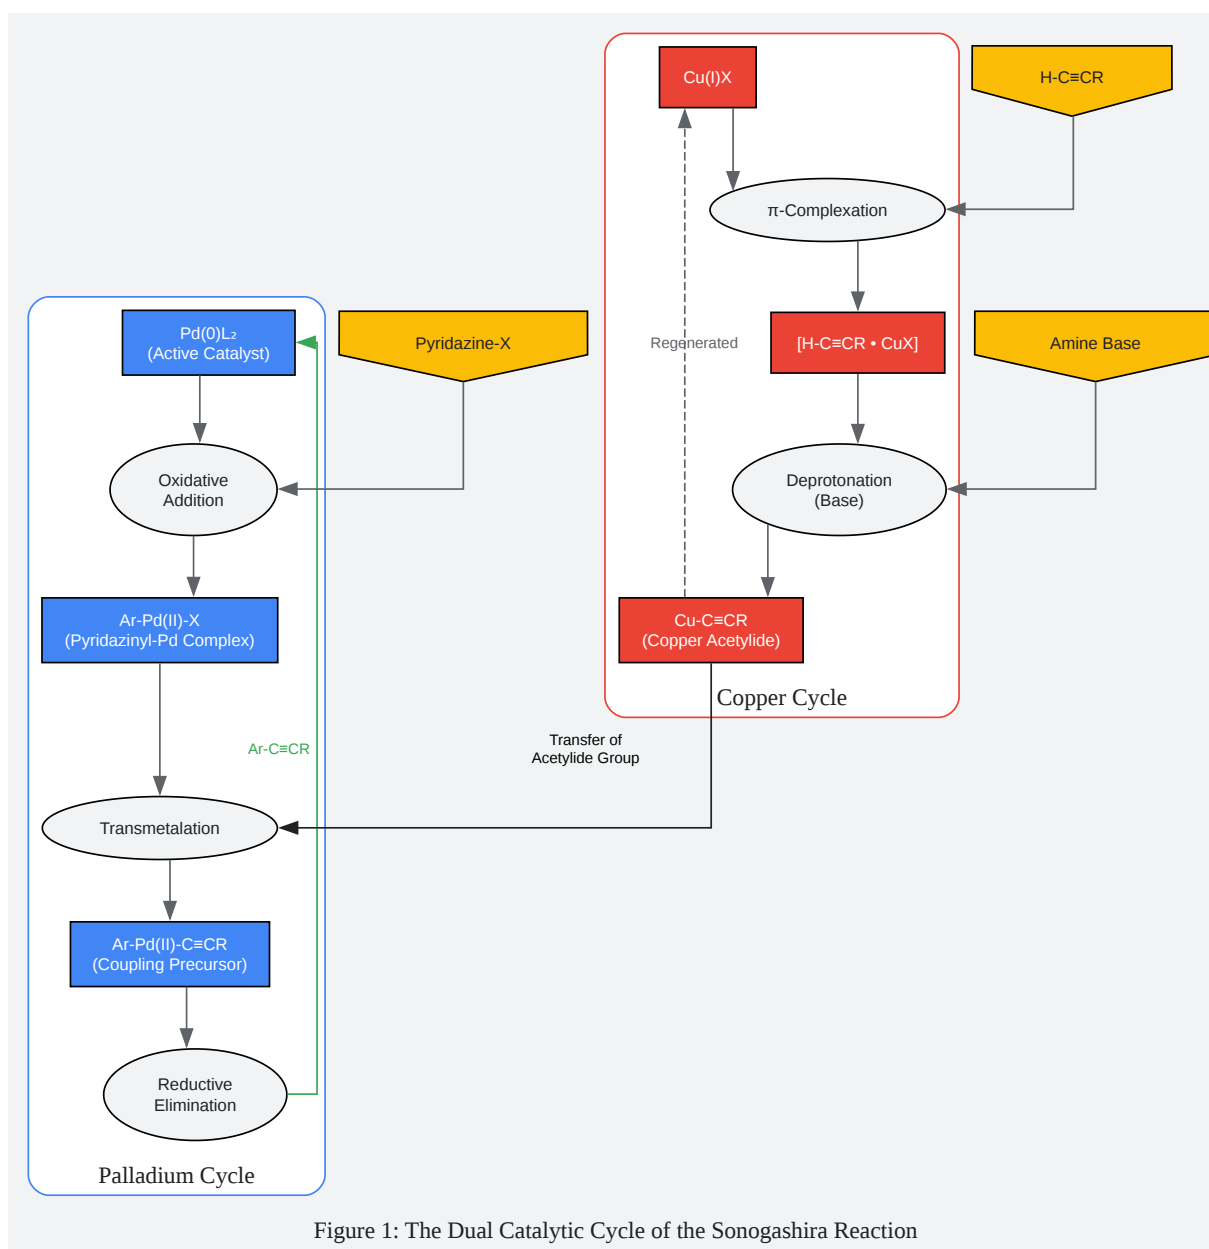 Cu(I)X
H-C≡CR
π-Complexation
Pd(0)L₂
(Active Catalyst)
Pyridazine-X
Regenerated
[H-C≡CR • CuX]
Amine Base
Oxidative
Addition
Deprotonation
(Base)
Ar-Pd(II)-X
(Pyridazinyl-Pd Complex)
Cu-C≡CR
(Copper Acetylide)
Copper Cycle
Ar-C≡CR
Transfer of
Acetylide Group
Transmetalation
Ar-Pd(II)-C≡CR
(Coupling Precursor)
Reductive
Elimination
Palladium Cycle
Figure 1: The Dual Catalytic Cycle of the Sonogashira Reaction